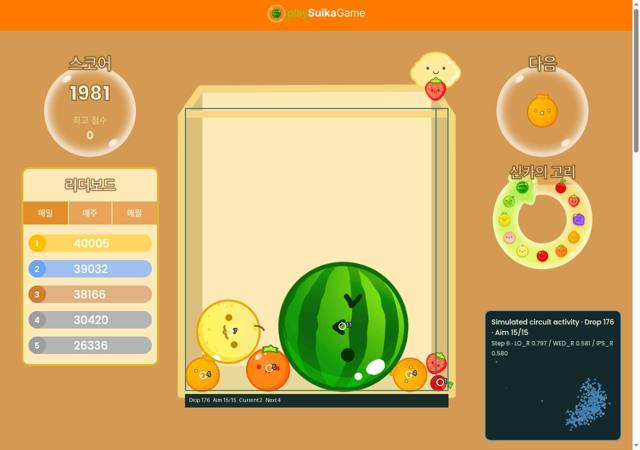 playSuikaGame
스코어
1981
최고 점수
0
리더보드
매일 매주 매월
1 40005
2 39032
3 38166
4 30420
5 26336
다음
산카의 고리
Simulated circuit activity · Drop 176
· Aim 15/15
Step 6 · LO_R 0.797 / WED_R 0.581 / IPS_R
0.580
Drop 176 Aim 15/15 Current 2 Next 4